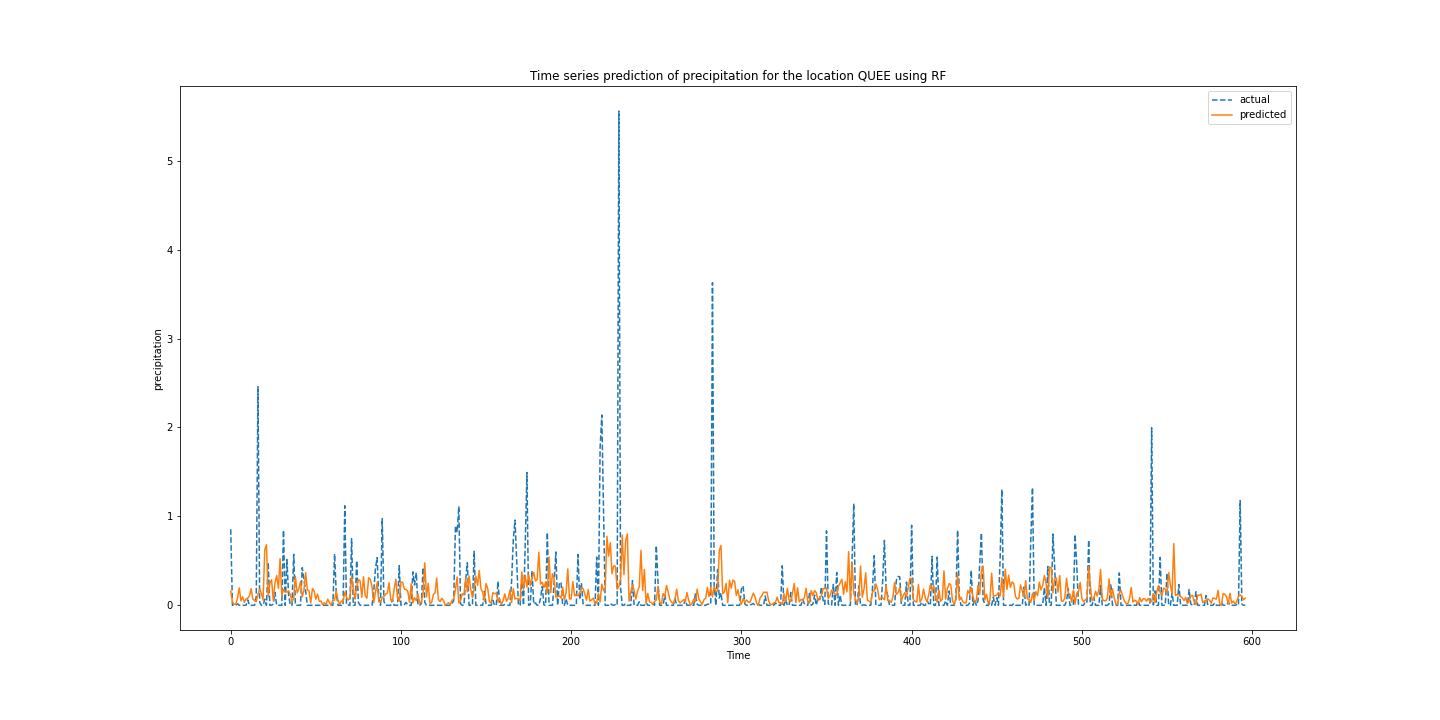 Time series prediction of precipitation for the location QUEE using RF
actual
predicted
5
4
3
2
1
0
precipitation
0 100 200 300 400 500 600
Time